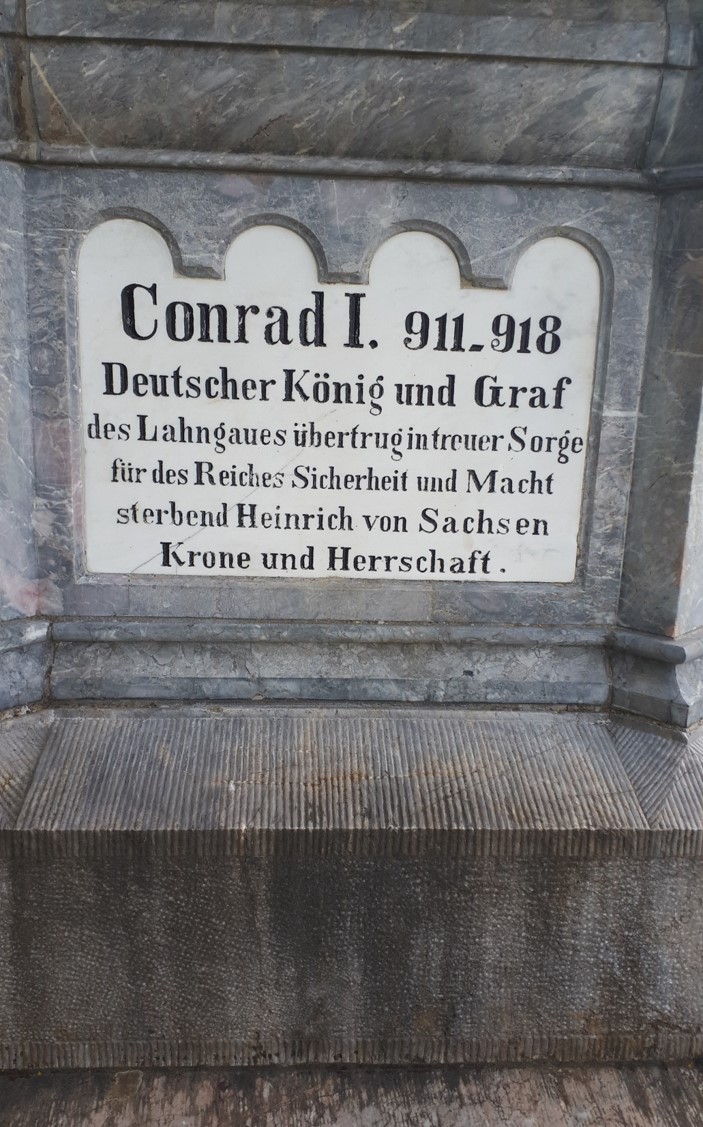 Conrad I. 911-918
Deutscher König und Graf
des Lahngaues übertrug in treuer Sorge
für des Reiches Sicherheit und Macht
sterbend Heinrich von Sachsen
Krone und Herrschaft.